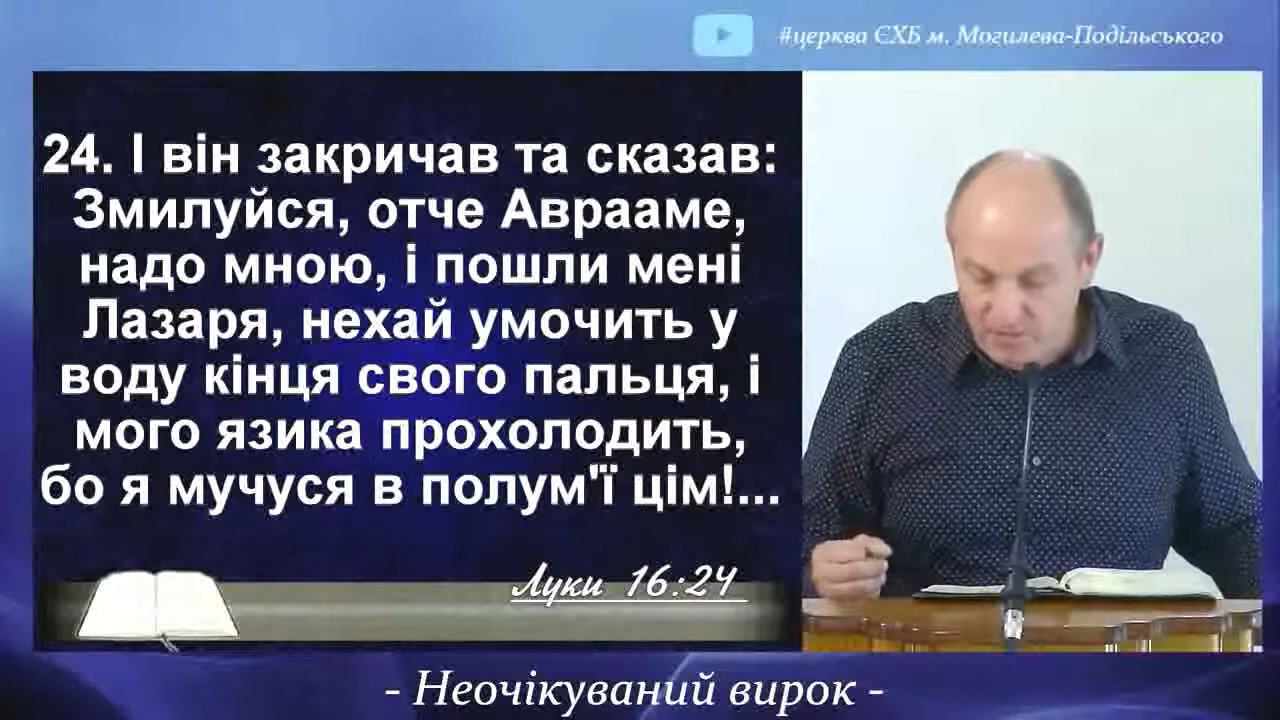 #церква ЄХБ м. Могилева-Подільського
24. І він закричав та сказав:
Змилуйся, отче Аврааме,
надо мною, і пошли мені
Лазаря, нехай умочить у
воду кінця свого пальця, і
мого язика прохолодить,
бо я мучуся в полум'ї цім!...
Луки 16:24
- Неочікуваний вирок -